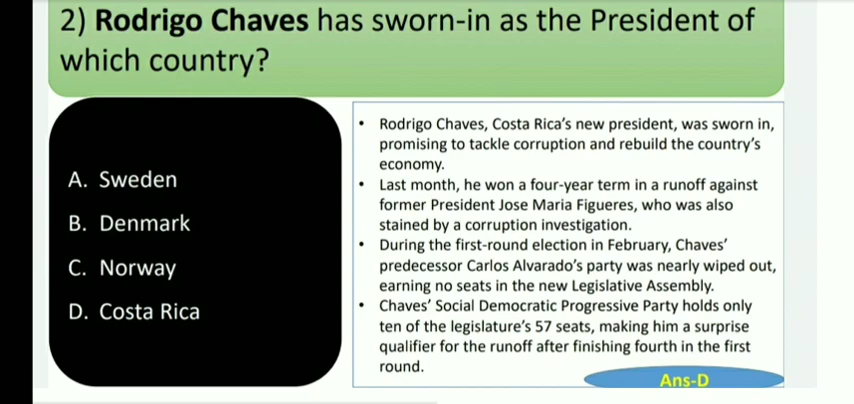 2) Rodrigo Chaves has sworn-in as the President of
which country?
A. Sweden
B. Denmark
C. Norway
D. Costa Rica
• Rodrigo Chaves, Costa Rica's new president, was sworn in,
promising to tackle corruption and rebuild the country's
economy.
• Last month, he won a four-year term in a runoff against
former President Jose Maria Figueres, who was also
stained by a corruption investigation.
• During the first-round election in February, Chaves'
predecessor Carlos Alvarado's party was nearly wiped out,
earning no seats in the new Legislative Assembly.
• Chaves' Social Democratic Progressive Party holds only
ten of the legislature's 57 seats, making him a surprise
qualifier for the runoff after finishing fourth in the first
round.
Ans-D